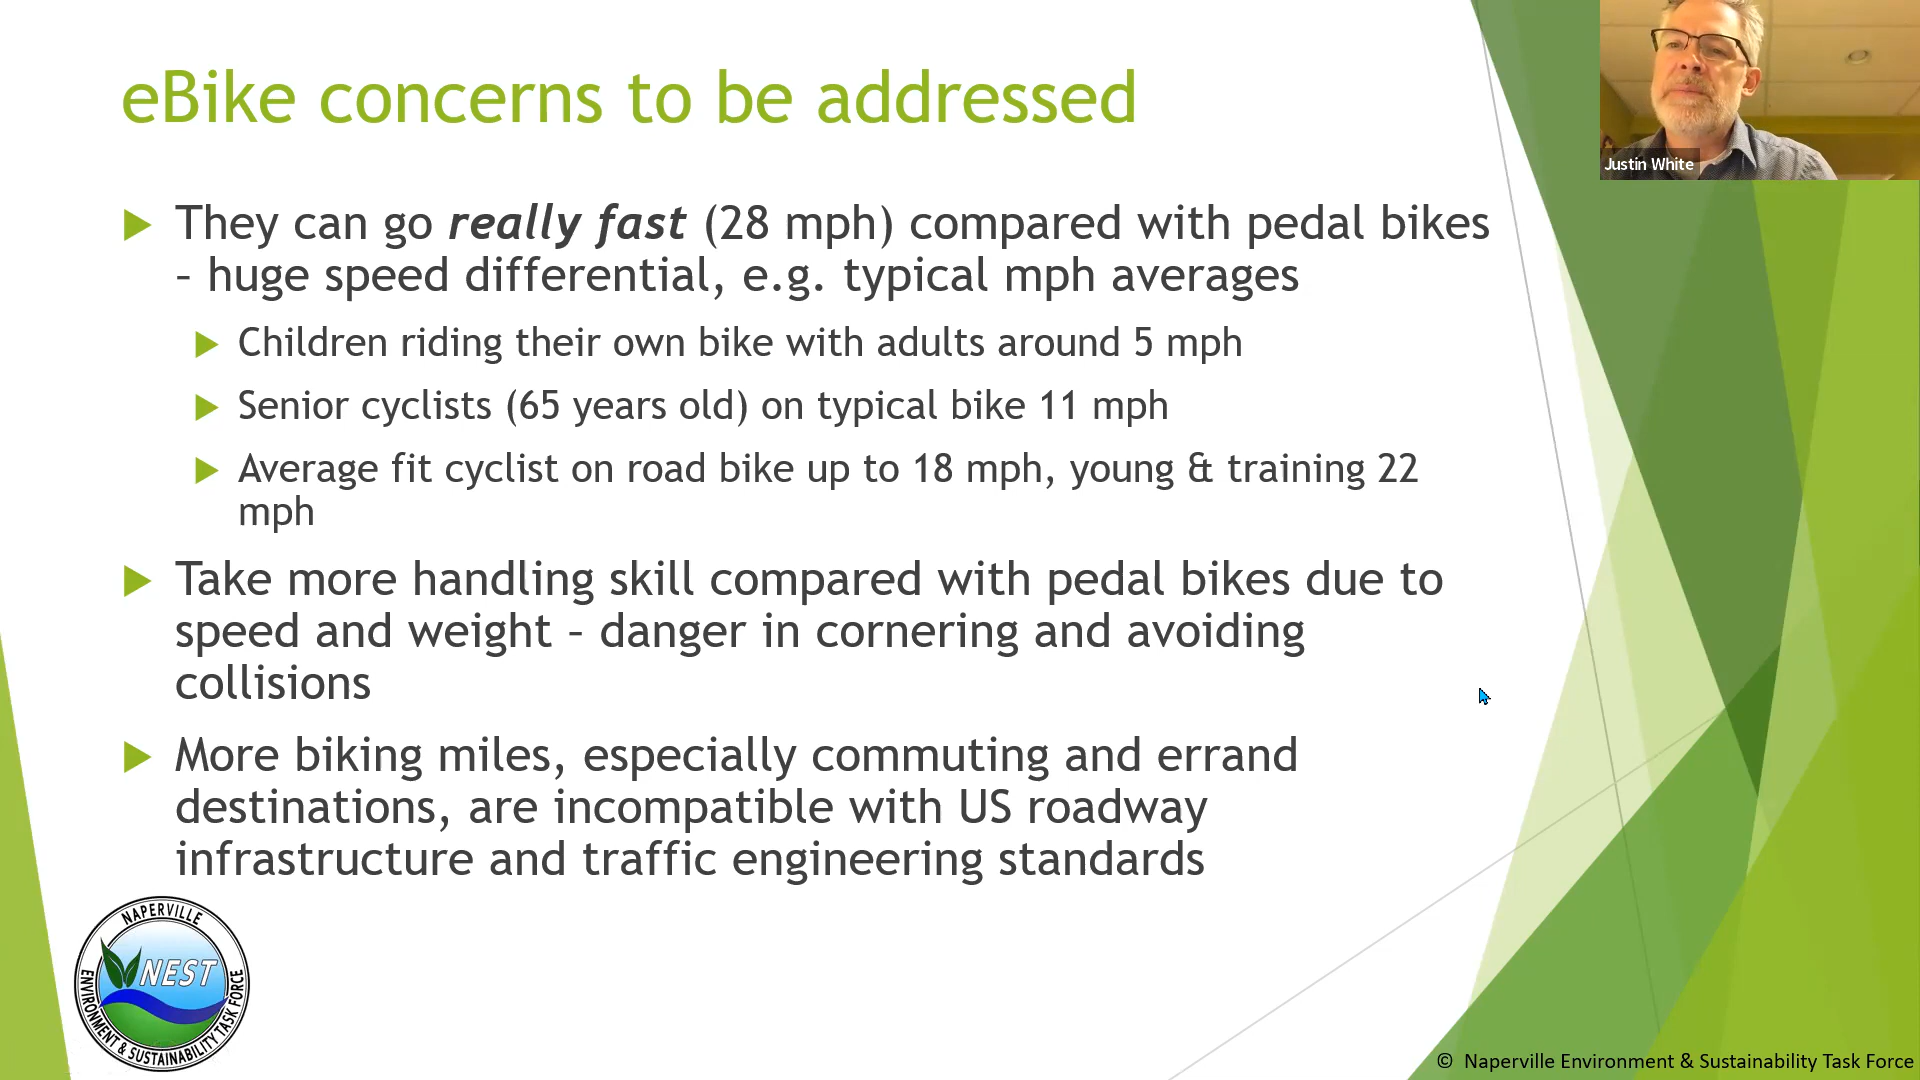 eBike concerns to be addressed
Justin White
They can go really fast (28 mph) compared with pedal bikes
– huge speed differential, e.g. typical mph averages
Children riding their own bike with adults around 5 mph
Senior cyclists (65 years old) on typical bike 11 mph
Average fit cyclist on road bike up to 18 mph, young & training 22
mph
Take more handling skill compared with pedal bikes due to
speed and weight – danger in cornering and avoiding
collisions
More biking miles, especially commuting and errand
destinations, are incompatible with US roadway
infrastructure and traffic engineering standards
NAPERVILLE
NEST
ENVIRONMENT & SUSTAINABILITY TASK FORCE
© Naperville Environment & Sustainability Task Force